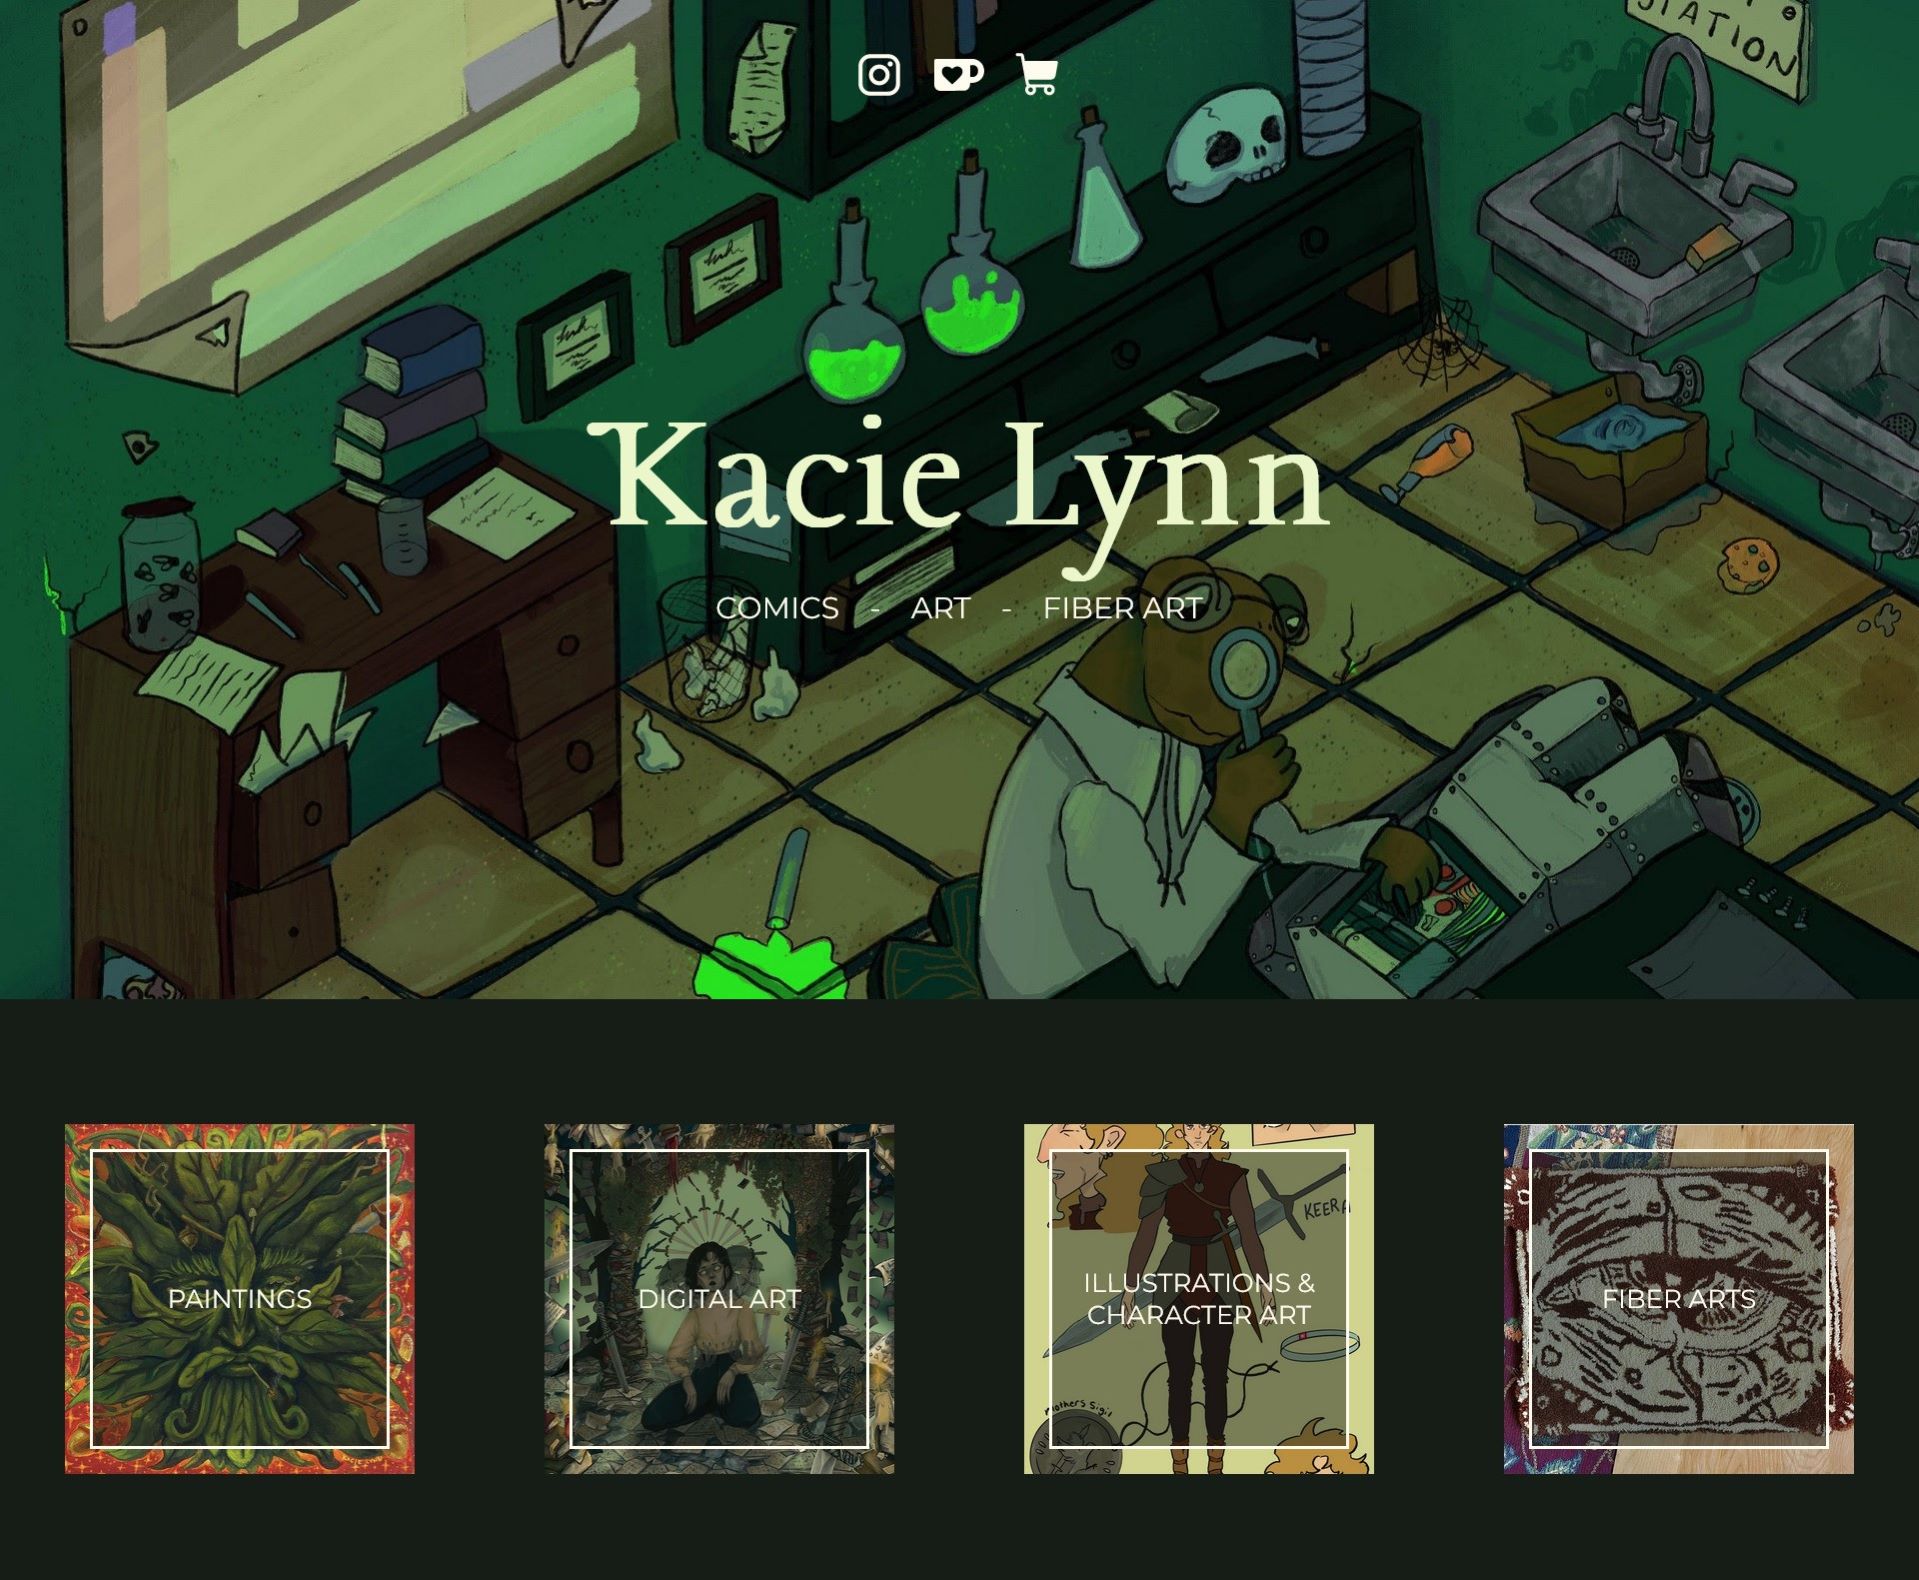 STATION
Kacie Lynn
COMICS - ART - FIBER ART
PAINTINGS
DIGITAL ART
ILLUSTRATIONS &
CHARACTER ART
FIBER ARTS
KEERA
Mothers Sigil